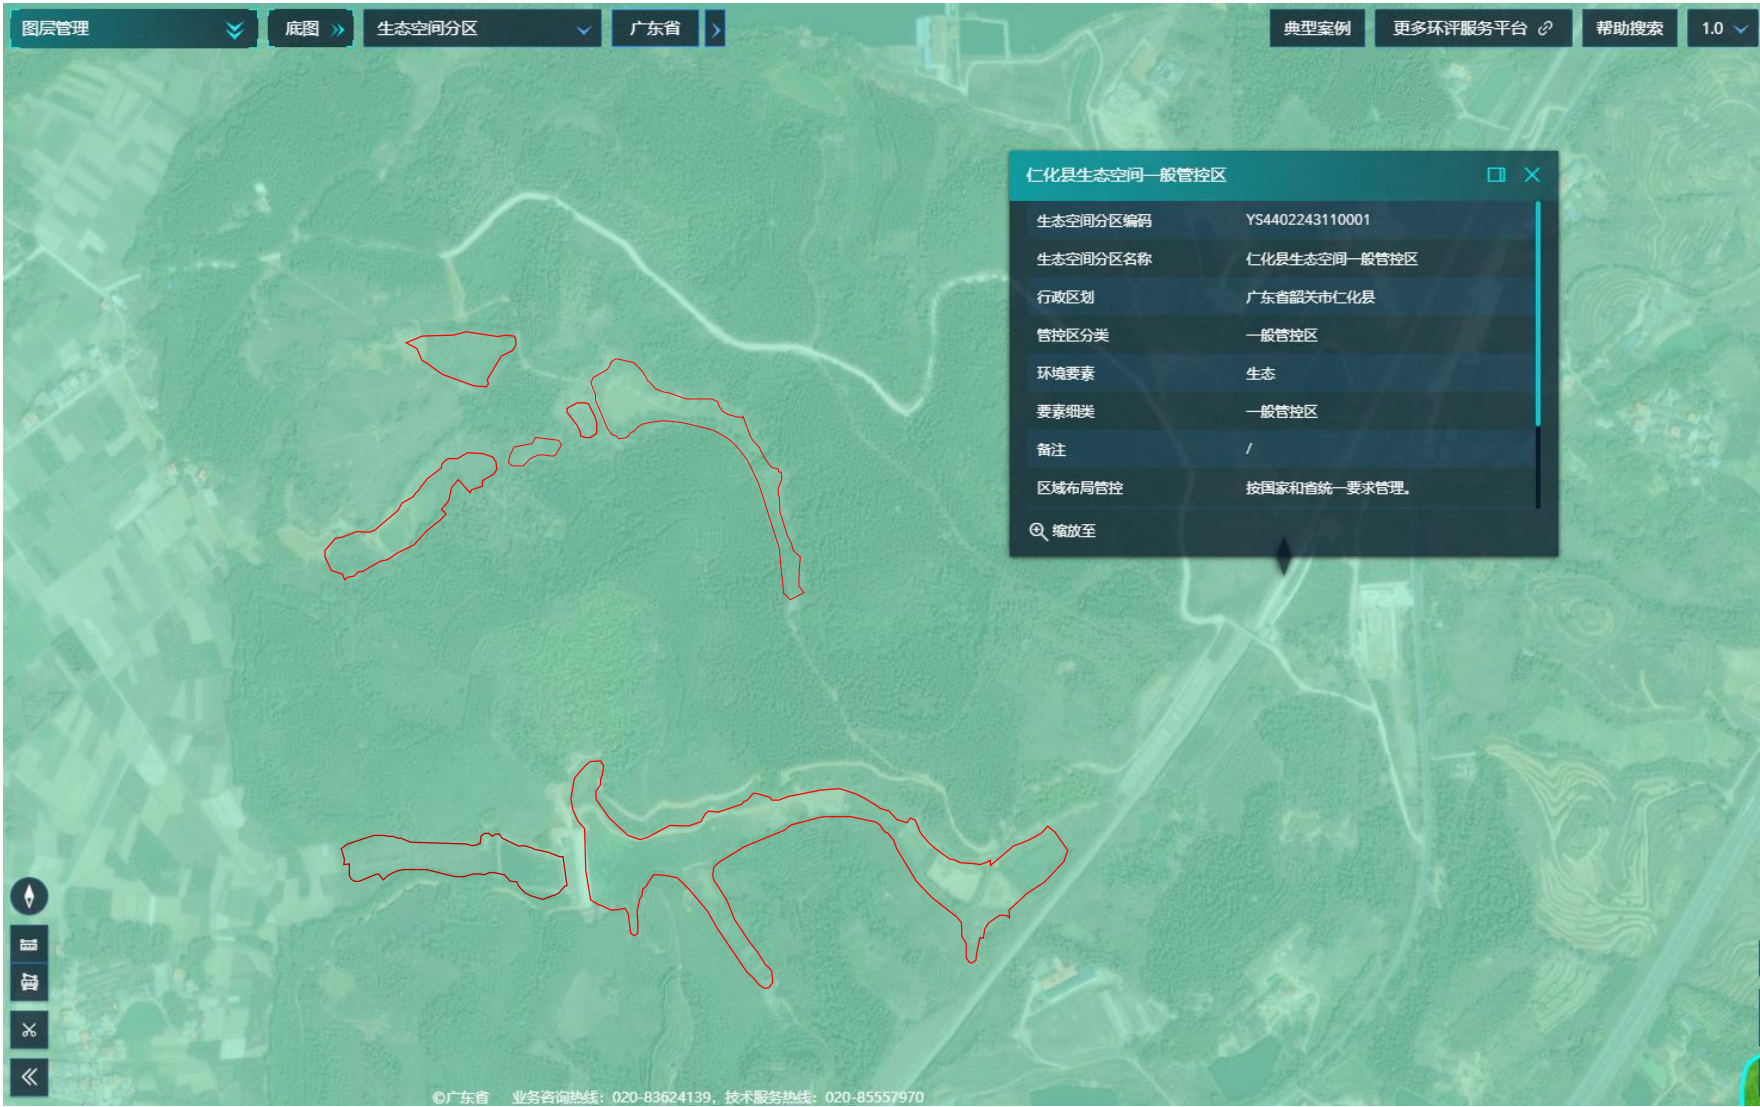 图层管理
底图
生态空间分区
广东省
典型案例
更多环评服务平台
帮助搜索
1.0
仁化县生态空间一般管控区
生态空间分区编码 YS4402243110001
生态空间分区名称 仁化县生态空间一般管控区
行政区划 广东省韶关市仁化县
管控区分类 一般管控区
环境要素 生态
要素细类 一般管控区
备注 /
区域布局管控 按国家和省统一要求管理。
缩放至
©广东省 业务咨询热线：020-83624139，技术服务热线：020-85557970